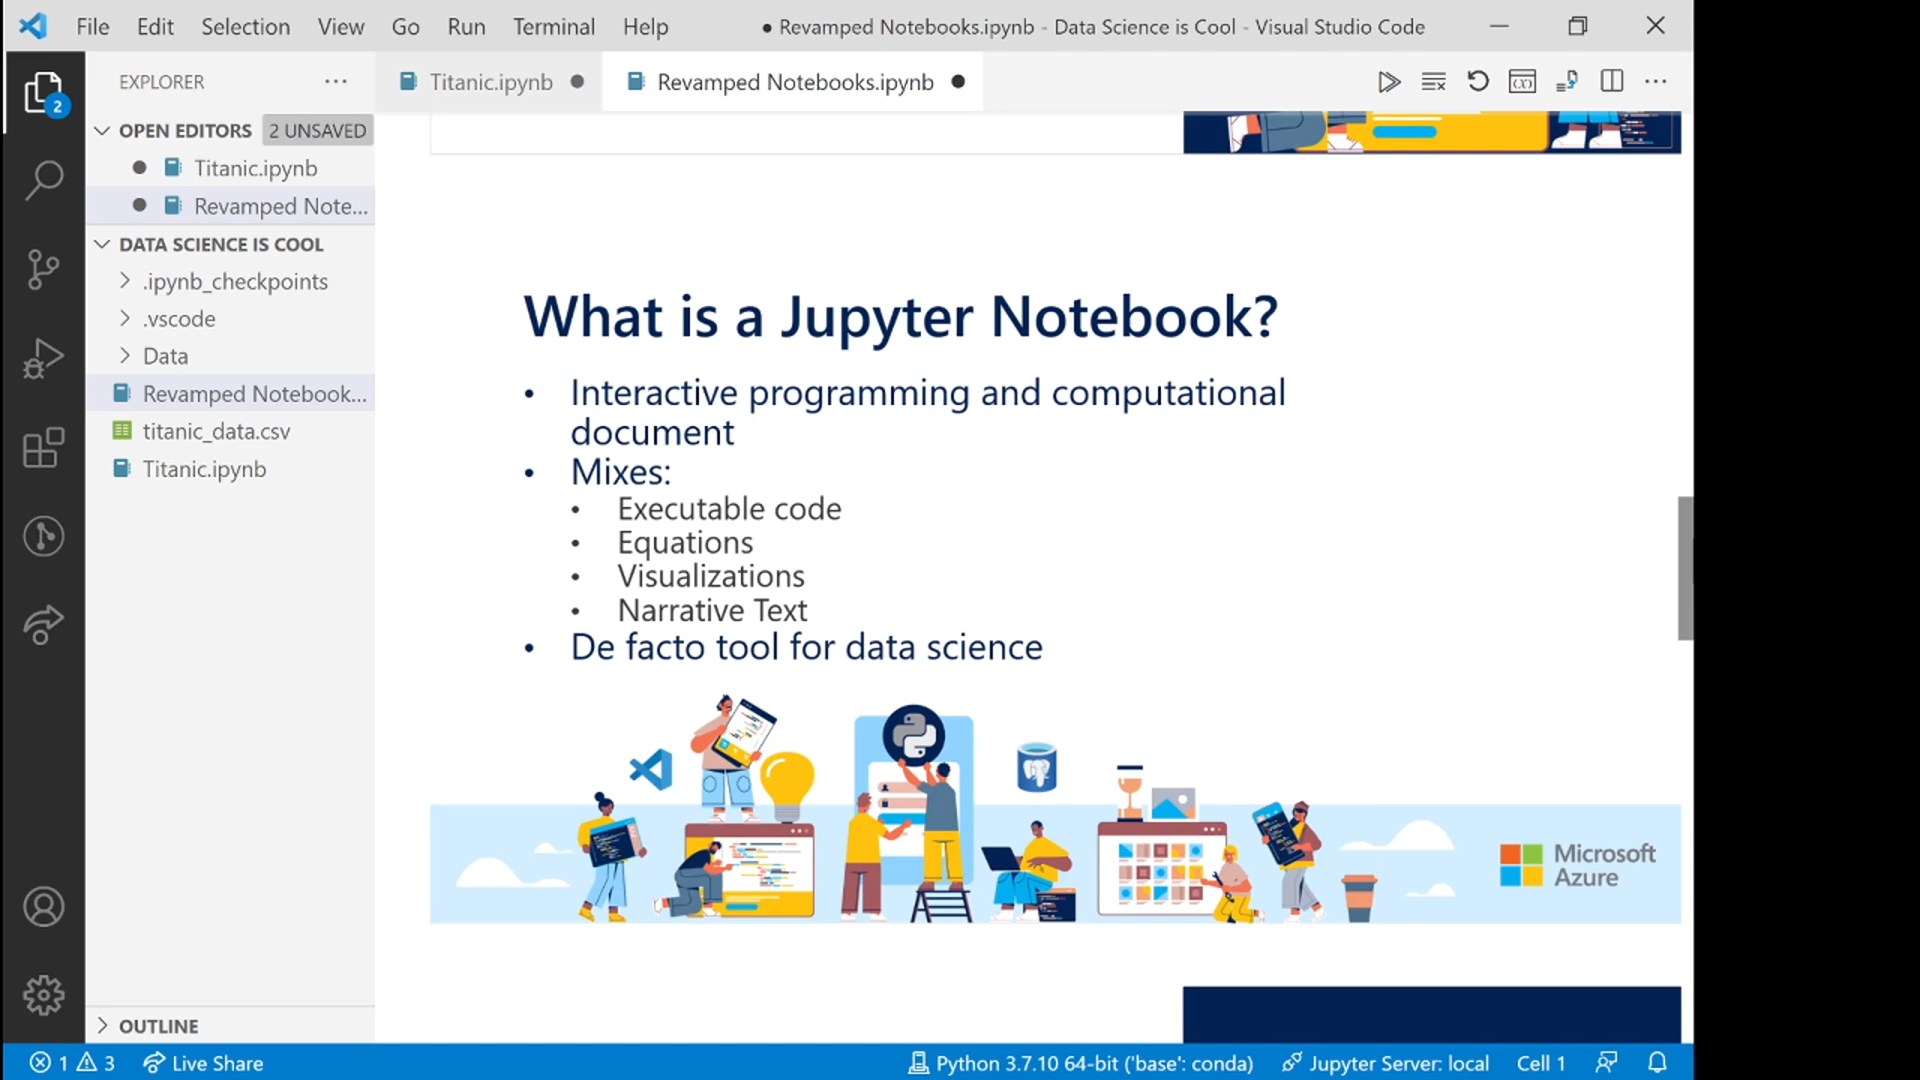 File Edit Selection View Go Run Terminal Help ● Revamped Notebooks.ipynb - Data Science is Cool - Visual Studio Code
2
EXPLORER
Titanic.ipynb
Revamped Notebooks.ipynb
OPEN EDITORS 2 UNSAVED
Titanic.ipynb
Revamped Note...
DATA SCIENCE IS COOL
.ipynb_checkpoints
.vscode
Data
Revamped Notebook...
titanic_data.csv
Titanic.ipynb
OUTLINE
What is a Jupyter Notebook?
• Interactive programming and computational
document
• Mixes:
• Executable code
• Equations
• Visualizations
• Narrative Text
• De facto tool for data science
Microsoft
Azure
1 3 Live Share Python 3.7.10 64-bit ('base': conda) Jupyter Server: local Cell 1